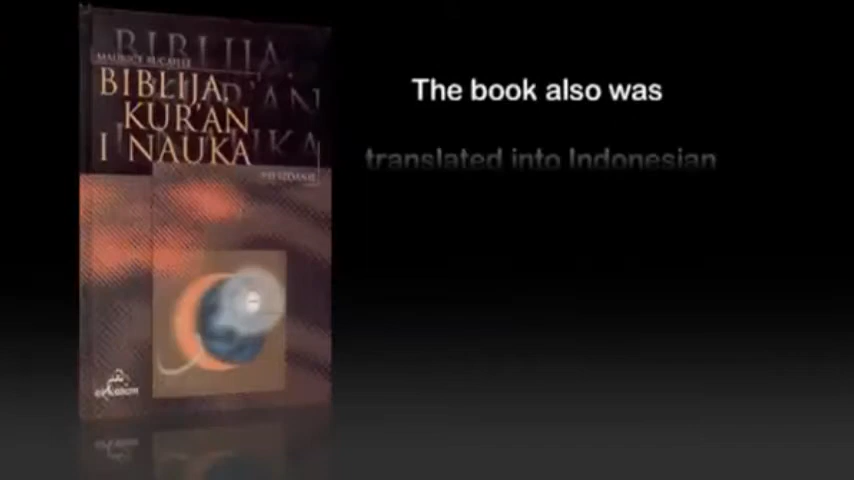 MAURICE BUCAILLE
BIBLIJA
KUR'AN
I NAUKA
The book also was
translated into Indonesian